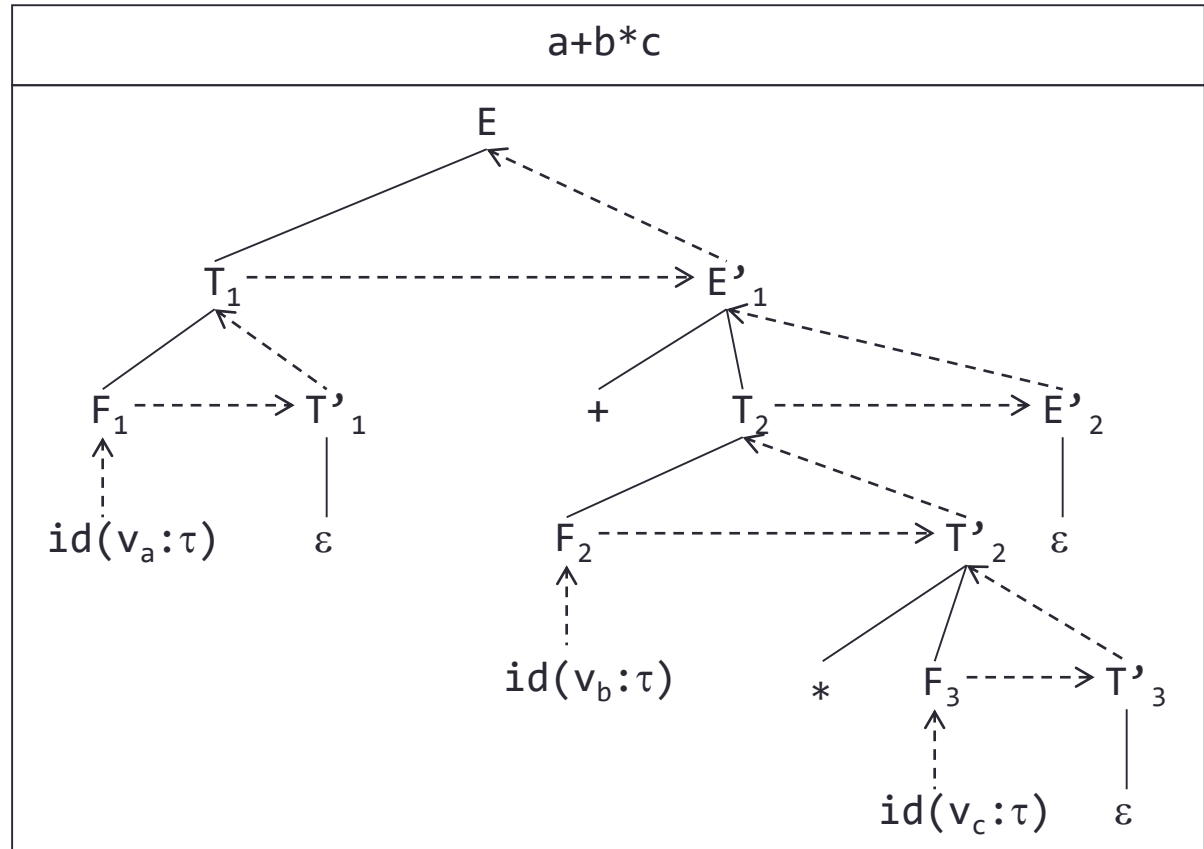 a+b*c
E
T₁ E’₁
F₁ T’₁ + T₂ E’₂
id(vₐ:τ) ε F₂ T’₂ ε
id(v_b:τ) * F₃ T’₃
id(v_c:τ) ε